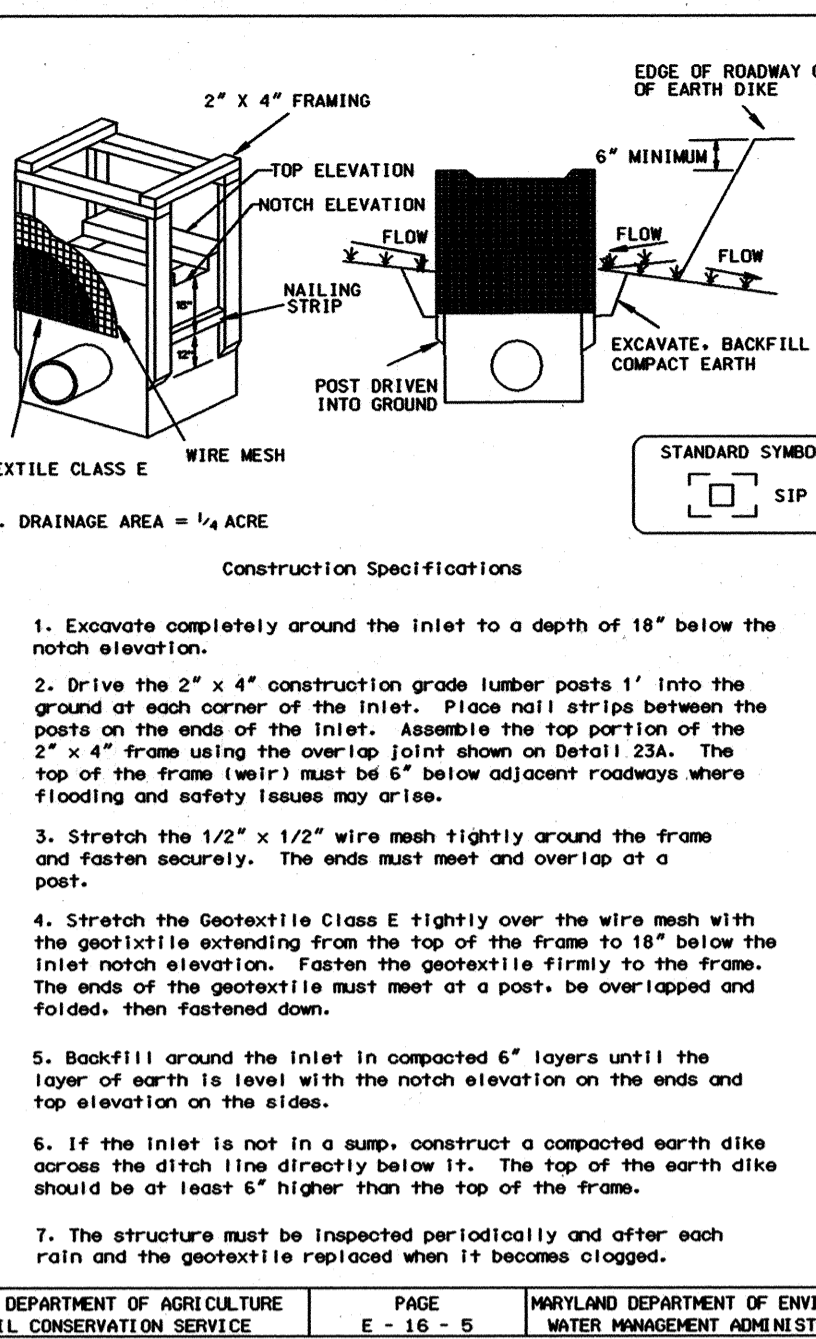 EDGE OF ROADWAY
OF EARTH DIKE
2" X 4" FRAMING
6" MINIMUM
TOP ELEVATION
NOTCH ELEVATION
FLOW
FLOW
FLOW
NAILING
STRIP
16"
12"
EXCAVATE, BACKFILL
COMPACT EARTH
POST DRIVEN
INTO GROUND
WIRE MESH
EXTILE CLASS E
STANDARD SYMBO
SIP
. DRAINAGE AREA = 1/4 ACRE
Construction Specifications
1. Excavate completely around the inlet to a depth of 18" below the
notch elevation.
2. Drive the 2" x 4" construction grade lumber posts 1' into the
ground at each corner of the inlet. Place nail strips between the
posts on the ends of the inlet. Assemble the top portion of the
2" x 4" frame using the overlap joint shown on Detail 23A. The
top of the frame (weir) must be 6" below adjacent roadways where
flooding and safety issues may arise.
3. Stretch the 1/2" x 1/2" wire mesh tightly around the frame
and fasten securely. The ends must meet and overlap at a
post.
4. Stretch the Geotextile Class E tightly over the wire mesh with
the geotixtile extending from the top of the frame to 18" below the
inlet notch elevation. Fasten the geotextile firmly to the frame.
The ends of the geotextile must meet at a post, be overlapped and
folded, then fastened down.
5. Backfill around the inlet in compacted 6" layers until the
layer of earth is level with the notch elevation on the ends and
top elevation on the sides.
6. If the inlet is not in a sump, construct a compacted earth dike
across the ditch line directly below it. The top of the earth dike
should be at least 6" higher than the top of the frame.
7. The structure must be inspected periodically and after each
rain and the geotextile replaced when it becomes clogged.
DEPARTMENT OF AGRICULTURE
IL CONSERVATION SERVICE
PAGE
E - 16 - 5
MARYLAND DEPARTMENT OF ENVI
WATER MANAGEMENT ADMINIST